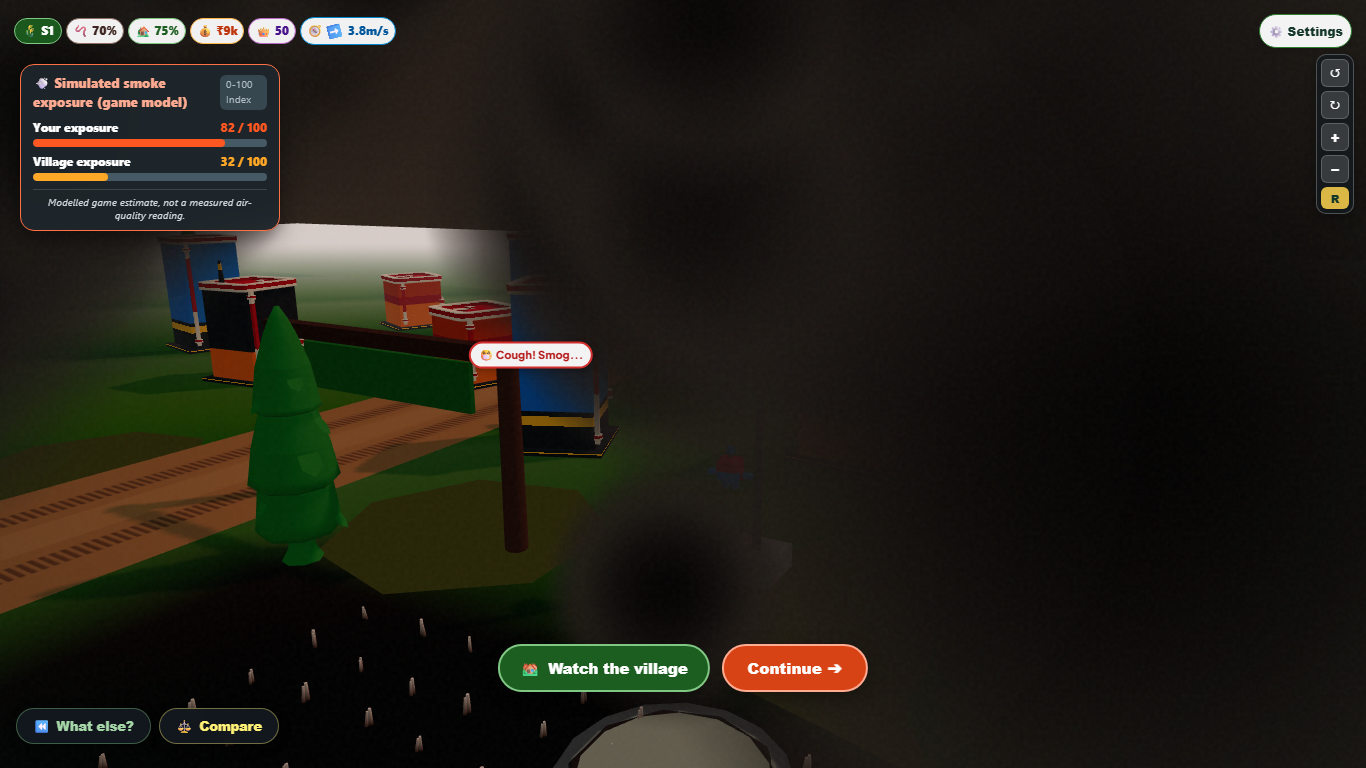 S1
70%
75%
₹9k
50
3.8m/s
Settings
Simulated smoke
exposure (game model)
0-100
Index
Your exposure
82 / 100
Village exposure
32 / 100
Modelled game estimate, not a measured air-
quality reading.
↺
↻
+
−
R
Cough! Smog...
Watch the village
Continue ➔
What else?
Compare